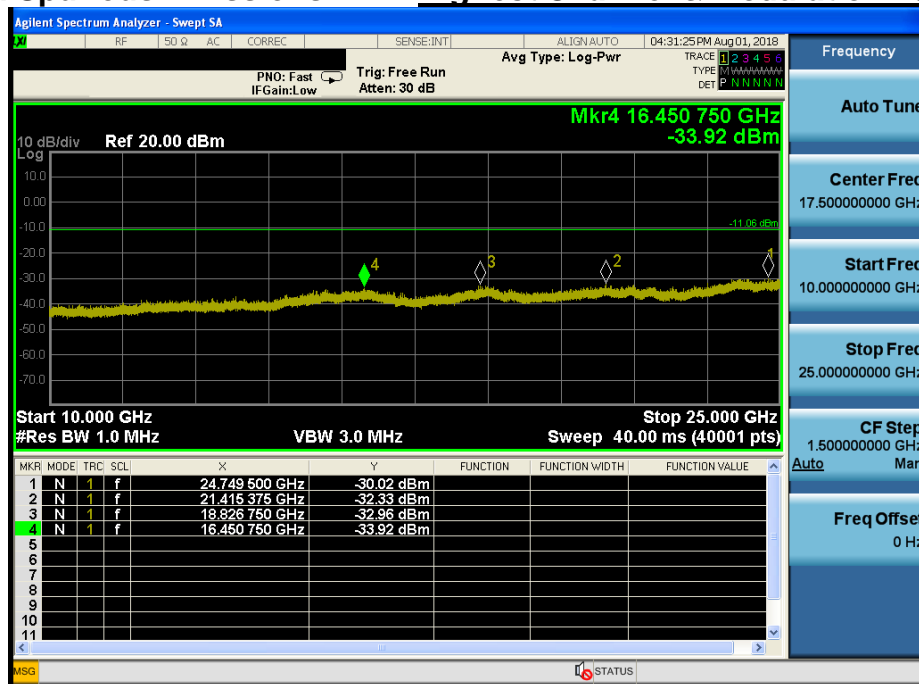 Agilent Spectrum Analyzer - Swept SA
RF 50 Ω AC CORREC SENSE:INT ALIGN AUTO 04:31:25 PM Aug 01, 2018
PNO: Fast Trig: Free Run Avg Type: Log-Pwr TRACE 1 2 3 4 5 6
IFGain:Low Atten: 30 dB TYPE M
DET P N N N N N
Frequency
Mkr4 16.450 750 GHz
10 dB/div Ref 20.00 dBm -33.92 dBm
Log
10.0
0.00
-10.0
-11.06 dBm
-20.0
-30.0
-40.0
-50.0
-60.0
-70.0
4
3
2
1
Start 10.000 GHz Stop 25.000 GHz
#Res BW 1.0 MHz VBW 3.0 MHz Sweep 40.00 ms (40001 pts)
MKR MODE TRC SCL X Y FUNCTION FUNCTION WIDTH FUNCTION VALUE
1 N 1 f 24.749 500 GHz -30.02 dBm
2 N 1 f 21.415 375 GHz -32.33 dBm
3 N 1 f 18.826 750 GHz -32.96 dBm
4 N 1 f 16.450 750 GHz -33.92 dBm
5
6
7
8
9
10
11
Auto Tune
Center Freq
17.500000000 GHz
Start Freq
10.000000000 GHz
Stop Freq
25.000000000 GHz
CF Step
1.500000000 GHz
Auto Man
Freq Offset
0 Hz
MSG STATUS